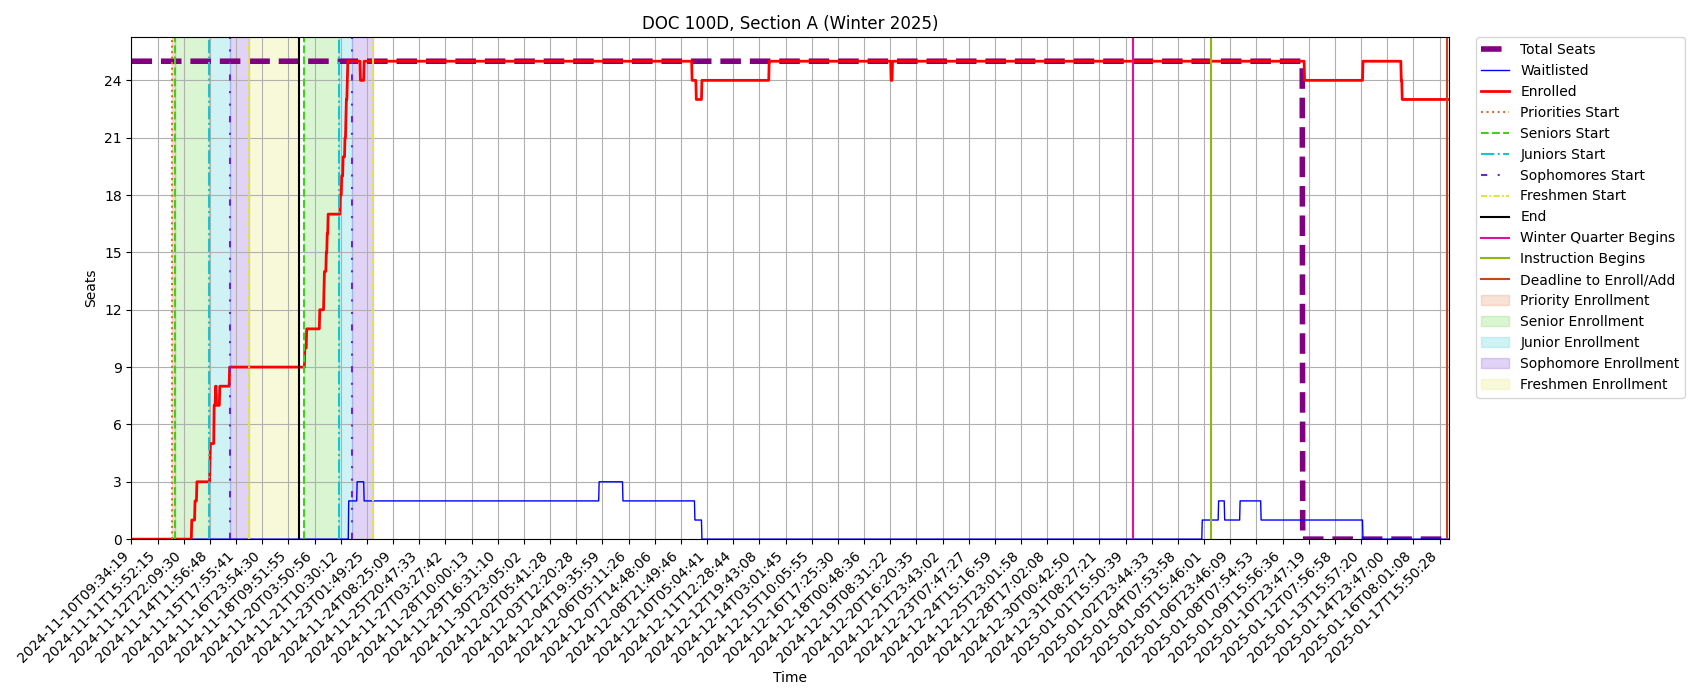 DOC 100D, Section A (Winter 2025)
Seats
24
21
18
15
12
9
6
3
0
2024-11-10T09:34:19
2024-11-11T15:52:15
2024-11-12T22:09:30
2024-11-14T11:56:48
2024-11-15T17:55:41
2024-11-16T23:54:30
2024-11-18T09:51:55
2024-11-20T03:50:56
2024-11-21T10:30:12
2024-11-23T01:49:25
2024-11-24T08:25:09
2024-11-25T20:47:33
2024-11-27T03:27:42
2024-11-28T10:00:13
2024-11-29T16:31:10
2024-11-30T23:05:02
2024-12-02T05:41:28
2024-12-03T12:20:28
2024-12-04T19:35:59
2024-12-06T05:11:26
2024-12-07T14:48:06
2024-12-08T21:49:46
2024-12-10T05:04:41
2024-12-11T12:28:44
2024-12-12T19:43:08
2024-12-14T03:01:45
2024-12-15T10:05:55
2024-12-16T17:25:30
2024-12-18T00:48:36
2024-12-19T08:31:22
2024-12-20T16:20:35
2024-12-21T23:43:02
2024-12-23T07:47:27
2024-12-24T15:16:59
2024-12-25T23:01:58
2024-12-28T17:02:08
2024-12-30T00:42:50
2024-12-31T08:27:21
2025-01-01T15:50:39
2025-01-02T23:44:33
2025-01-04T07:53:58
2025-01-05T15:46:01
2025-01-06T23:46:09
2025-01-08T07:54:53
2025-01-09T15:56:36
2025-01-10T23:47:19
2025-01-12T07:56:58
2025-01-13T15:57:20
2025-01-14T23:47:00
2025-01-16T08:01:08
2025-01-17T15:50:28
Time
Total Seats
Waitlisted
Enrolled
Priorities Start
Seniors Start
Juniors Start
Sophomores Start
Freshmen Start
End
Winter Quarter Begins
Instruction Begins
Deadline to Enroll/Add
Priority Enrollment
Senior Enrollment
Junior Enrollment
Sophomore Enrollment
Freshmen Enrollment